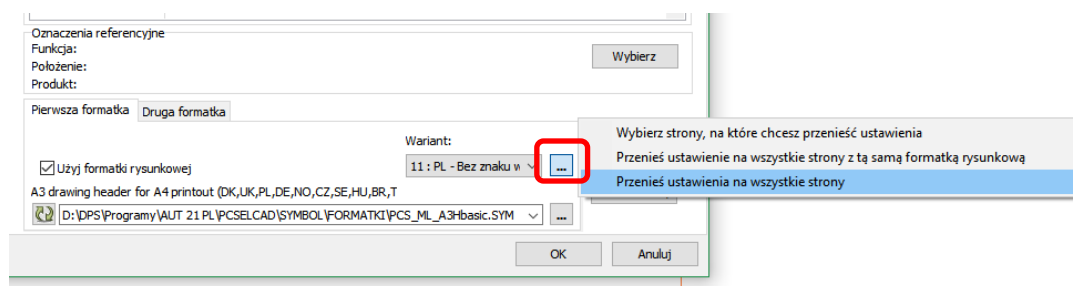 Oznaczenia referencyjne
Funkcja:
Położenie:
Produkt:
Wybierz
Pierwsza formatka
Druga formatka
Wariant:
Użyj formatki rysunkowej
11 : PL - Bez znaku
...
Wybierz strony, na które chcesz przenieść ustawienia
Przenieś ustawienie na wszystkie strony z tą samą formatką rysunkową
Przenieś ustawienia na wszystkie strony
A3 drawing header for A4 printout (DK,UK,PL,DE,NO,CZ,SE,HU,BR,T
D:\DPS\Programy\AUT 21 PL\PCSELCAD\SYMBOL\FORMATKI\PCS_ML_A3Hbasic.SYM
...
OK
Anuluj